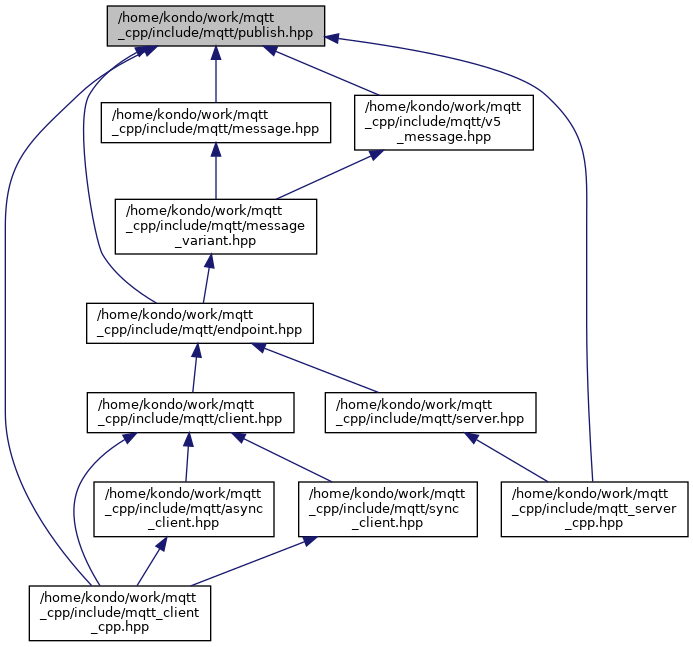 /home/kondo/work/mqtt
_cpp/include/mqtt/publish.hpp
/home/kondo/work/mqtt
_cpp/include/mqtt/message.hpp
/home/kondo/work/mqtt
_cpp/include/mqtt/v5
_message.hpp
/home/kondo/work/mqtt
_cpp/include/mqtt/message
_variant.hpp
/home/kondo/work/mqtt
_cpp/include/mqtt/endpoint.hpp
/home/kondo/work/mqtt
_cpp/include/mqtt/client.hpp
/home/kondo/work/mqtt
_cpp/include/mqtt/server.hpp
/home/kondo/work/mqtt
_cpp/include/mqtt/async
_client.hpp
/home/kondo/work/mqtt
_cpp/include/mqtt/sync
_client.hpp
/home/kondo/work/mqtt
_cpp/include/mqtt_server
_cpp.hpp
/home/kondo/work/mqtt
_cpp/include/mqtt_client
_cpp.hpp